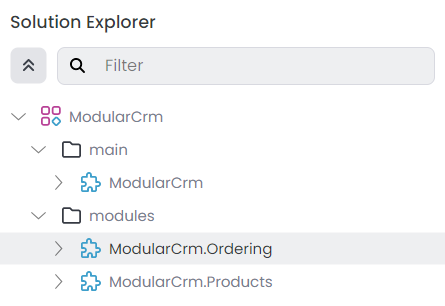 Solution Explorer
Filter
ModularCrm
main
ModularCrm
modules
ModularCrm.Ordering
ModularCrm.Products